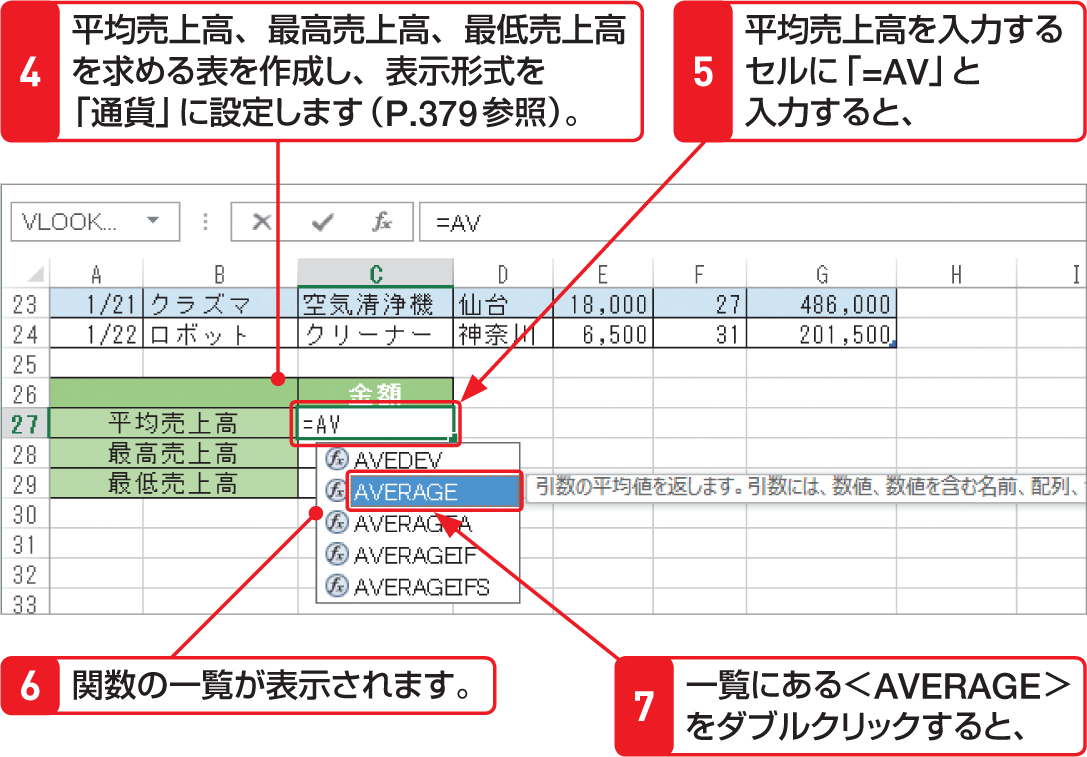 4
平均売上高、最高売上高、最低売上高
を求める表を作成し、表示形式を
「通貨」に設定します（P.379参照）。
5
平均売上高を入力する
セルに「=AV」と
入力すると、
VLOOK... fx =AV
A B C D E F G H I
23 1/21 クラズマ 空気清浄機 仙台 18,000 27 486,000
24 1/22 ロボット クリーナー 神奈川 6,500 31 201,500
25
26 金額
27 平均売上高 =AV
28 最高売上高 AVEDEV
29 最低売上高 AVERAGE 引数の平均値を返します。引数には、数値、数値を含む名前、配列、
30 AVERAGEA
31 AVERAGEIF
32 AVERAGEIFS
33
6 関数の一覧が表示されます。
7
一覧にある＜AVERAGE＞
をダブルクリックすると、